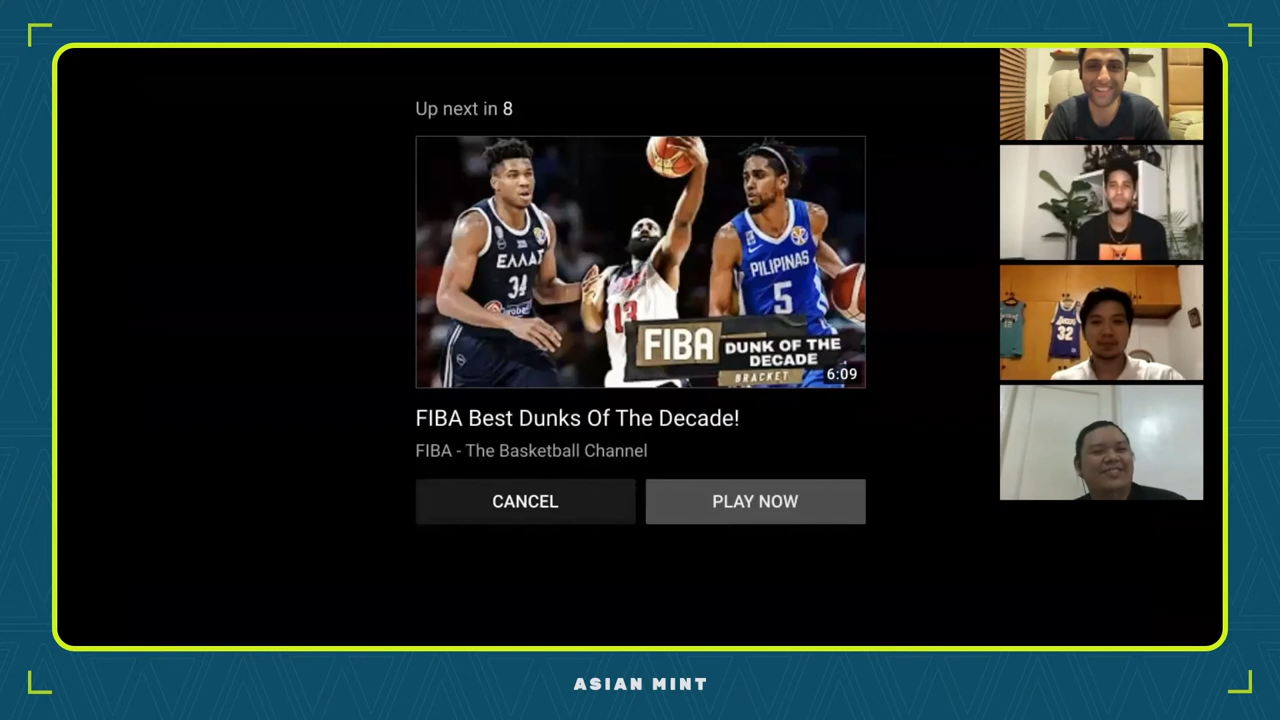 Up next in 8
ΕΛΛΑΣ
34
13
PILIPINAS
5
FIBA
DUNK OF THE
DECADE
BRACKET
6:09
FIBA Best Dunks Of The Decade!
FIBA - The Basketball Channel
CANCEL
PLAY NOW
32
ASIAN MINT